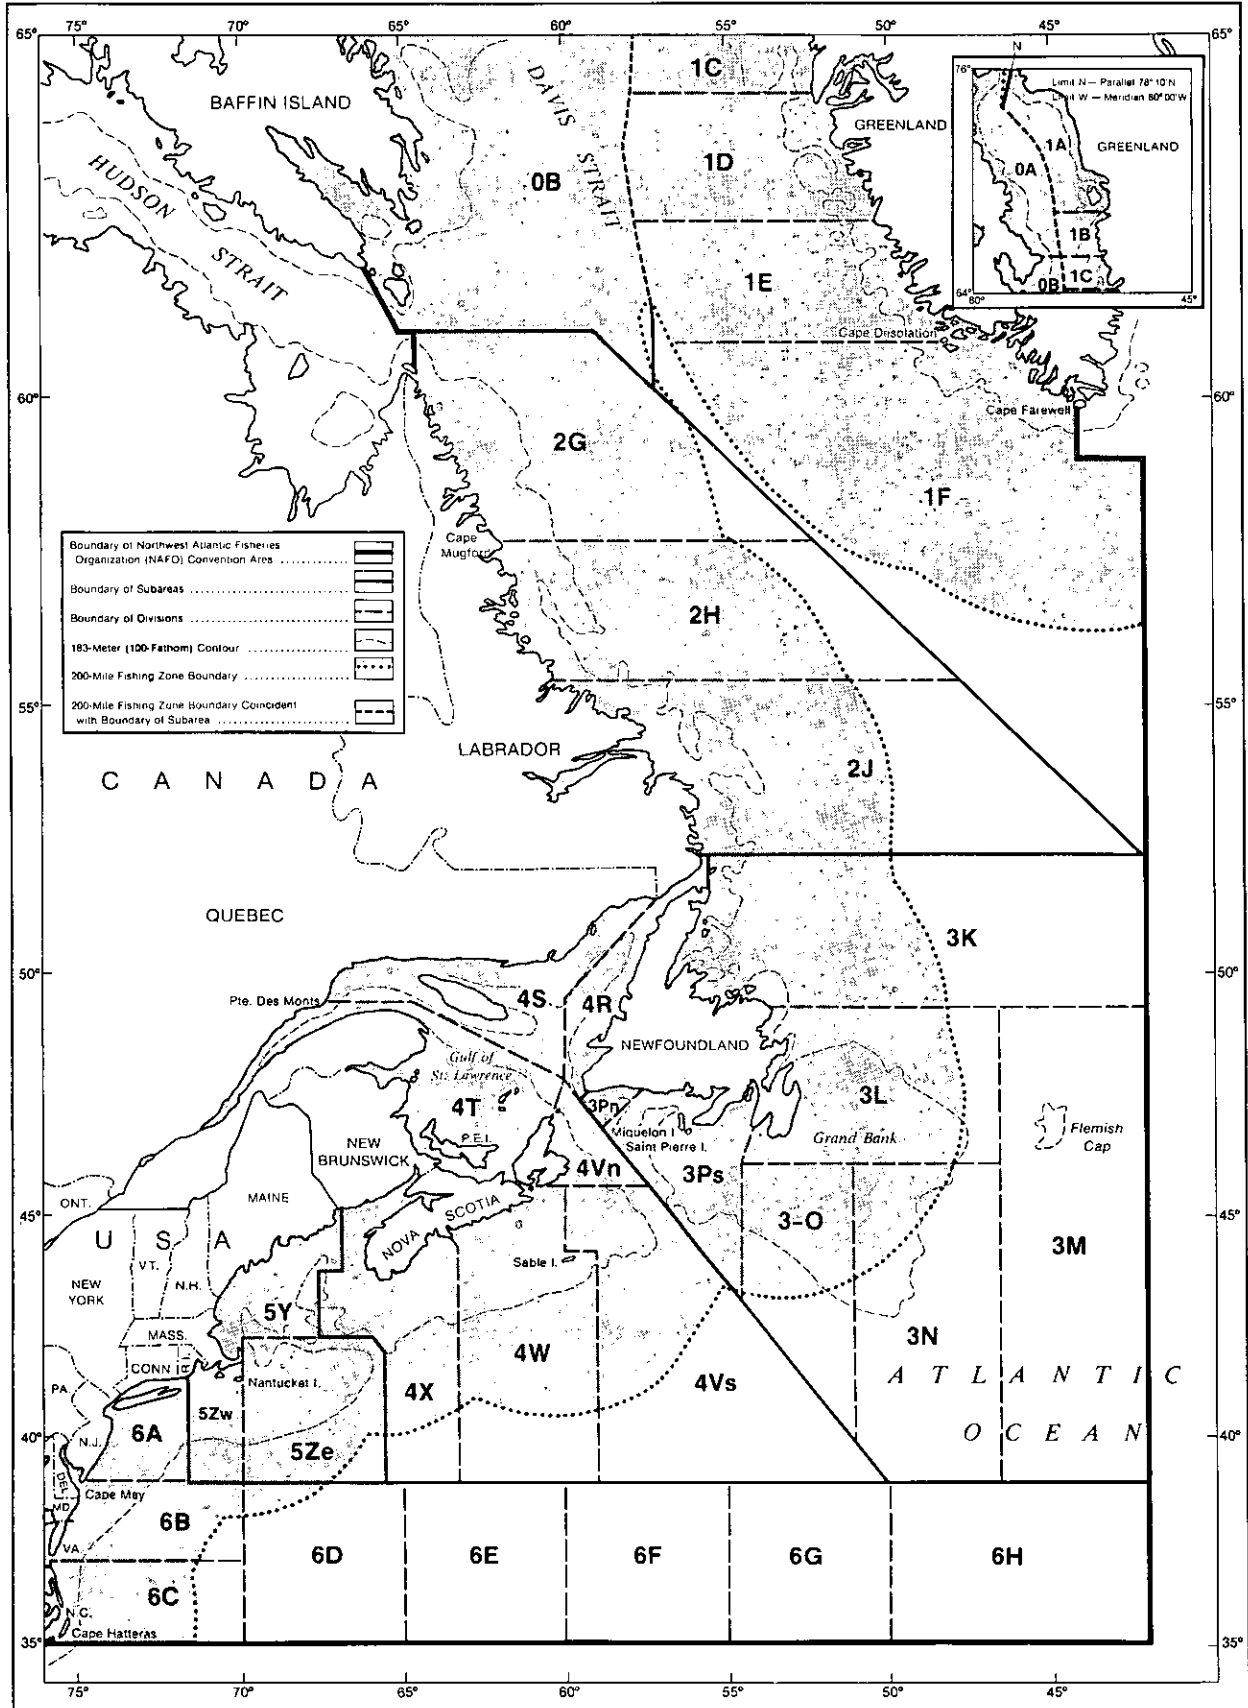 75° 70° 65° 60° 55° 50° 45°
65° 65°
1C
DAVIS STRAIT
BAFFIN ISLAND
GREENLAND
N
76°
Limit N — Parallel 78° 10'N
Limit W — Meridian 80° 00'W
1A
GREENLAND
0A
1B
1C
0B
64°
80° 45°
HUDSON STRAIT
0B
1D
1E
Cape Desolation
60° 60°
Cape Farewell
2G
1F
Boundary of Northwest Atlantic Fisheries
Organization (NAFO) Convention Area
Boundary of Subareas
Boundary of Divisions
183-Meter (100-Fathom) Contour
200-Mile Fishing Zone Boundary
200-Mile Fishing Zone Boundary Coincident
with Boundary of Subarea
Cape
Mugford
2H
55° 55°
LABRADOR
2J
CANADA
QUEBEC
3K
50° 50°
Pte. Des Monts
4S
4R
NEWFOUNDLAND
Gulf of
St. Lawrence
4T
3Pn
3L
Miquelon I.
Saint Pierre I.
Grand Bank
Flemish
Cap
P.E.I.
NEW
BRUNSWICK
4Vn
3Ps
ONT.
MAINE
NOVA SCOTIA
3-O
45° 45°
USA
3M
VT.
N.H.
NEW
YORK
Sable I.
5Y
MASS.
3N
4W
CONN
R.I.
Nantucket I.
4X
4Vs
PA.
ATLANTIC
OCEAN
5Zw
6A
N.J.
5Ze
40° 40°
DEL.
Cape May
MD.
6B
VA.
6D
6E
6F
6G
6H
6C
N.C.
Cape Hatteras
35° 35°
75° 70° 65° 60° 55° 50° 45°